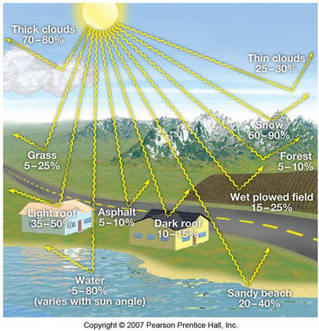 Thick clouds
70–80%
Thin clouds
25–30%
Snow
50–90%
Grass
5–25%
Forest
5–10%
Wet plowed field
15–25%
Light roof
35–50%
Asphalt
5–10%
Dark roof
10–15%
Water
5–80%
(varies with sun angle)
Sandy beach
20–40%
Copyright © 2007 Pearson Prentice Hall, Inc.